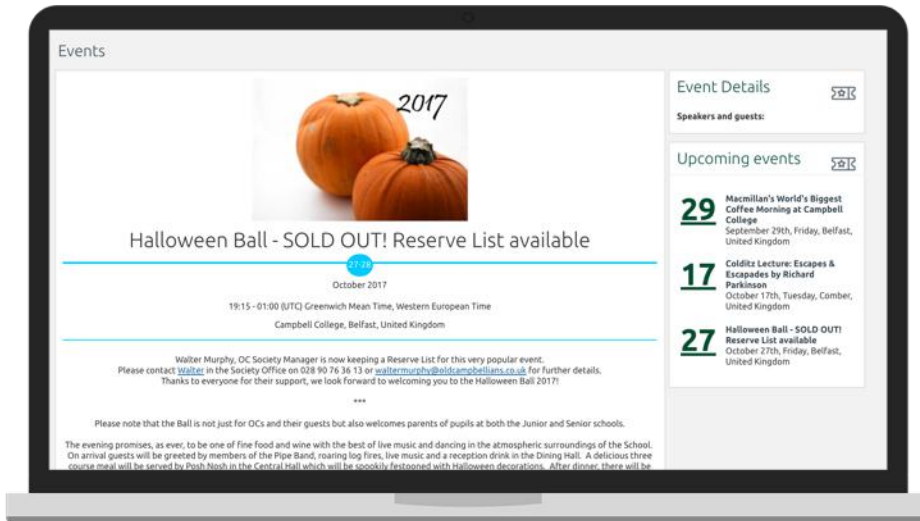 Events
2017
Halloween Ball - SOLD OUT! Reserve List available
27-28
October 2017
19:15 - 01:00 (UTC) Greenwich Mean Time, Western European Time
Campbell College, Belfast, United Kingdom
Walter Murphy, OC Society Manager is now keeping a Reserve List for this very popular event.
Please contact Walter in the Society Office on 028 90 76 36 13 or waltermurphy@oldcampbellians.co.uk for further details.
Thanks to everyone for their support, we look forward to welcoming you to the Halloween Ball 2017!
***
Please note that the Ball is not just for OCs and their guests but also welcomes parents of pupils at both the Junior and Senior schools.
The evening promises, as ever, to be one of fine food and wine with the best of live music and dancing in the atmospheric surroundings of the School.
On arrival guests will be greeted by members of the Pipe Band, roaring log fires, live music and a reception drink in the Dining Hall. A delicious three
course meal will be served by Posh Nosh in the Central Hall which will be spookily festooned with Halloween decorations. After dinner, there will be
Event Details
Speakers and guests:
Upcoming events
29
Macmillan's World's Biggest
Coffee Morning at Campbell
College
September 29th, Friday, Belfast,
United Kingdom
17
Colditz Lecture: Escapes &
Escapades by Richard
Parkinson
October 17th, Tuesday, Comber,
United Kingdom
27
Halloween Ball - SOLD OUT!
Reserve List available
October 27th, Friday, Belfast,
United Kingdom